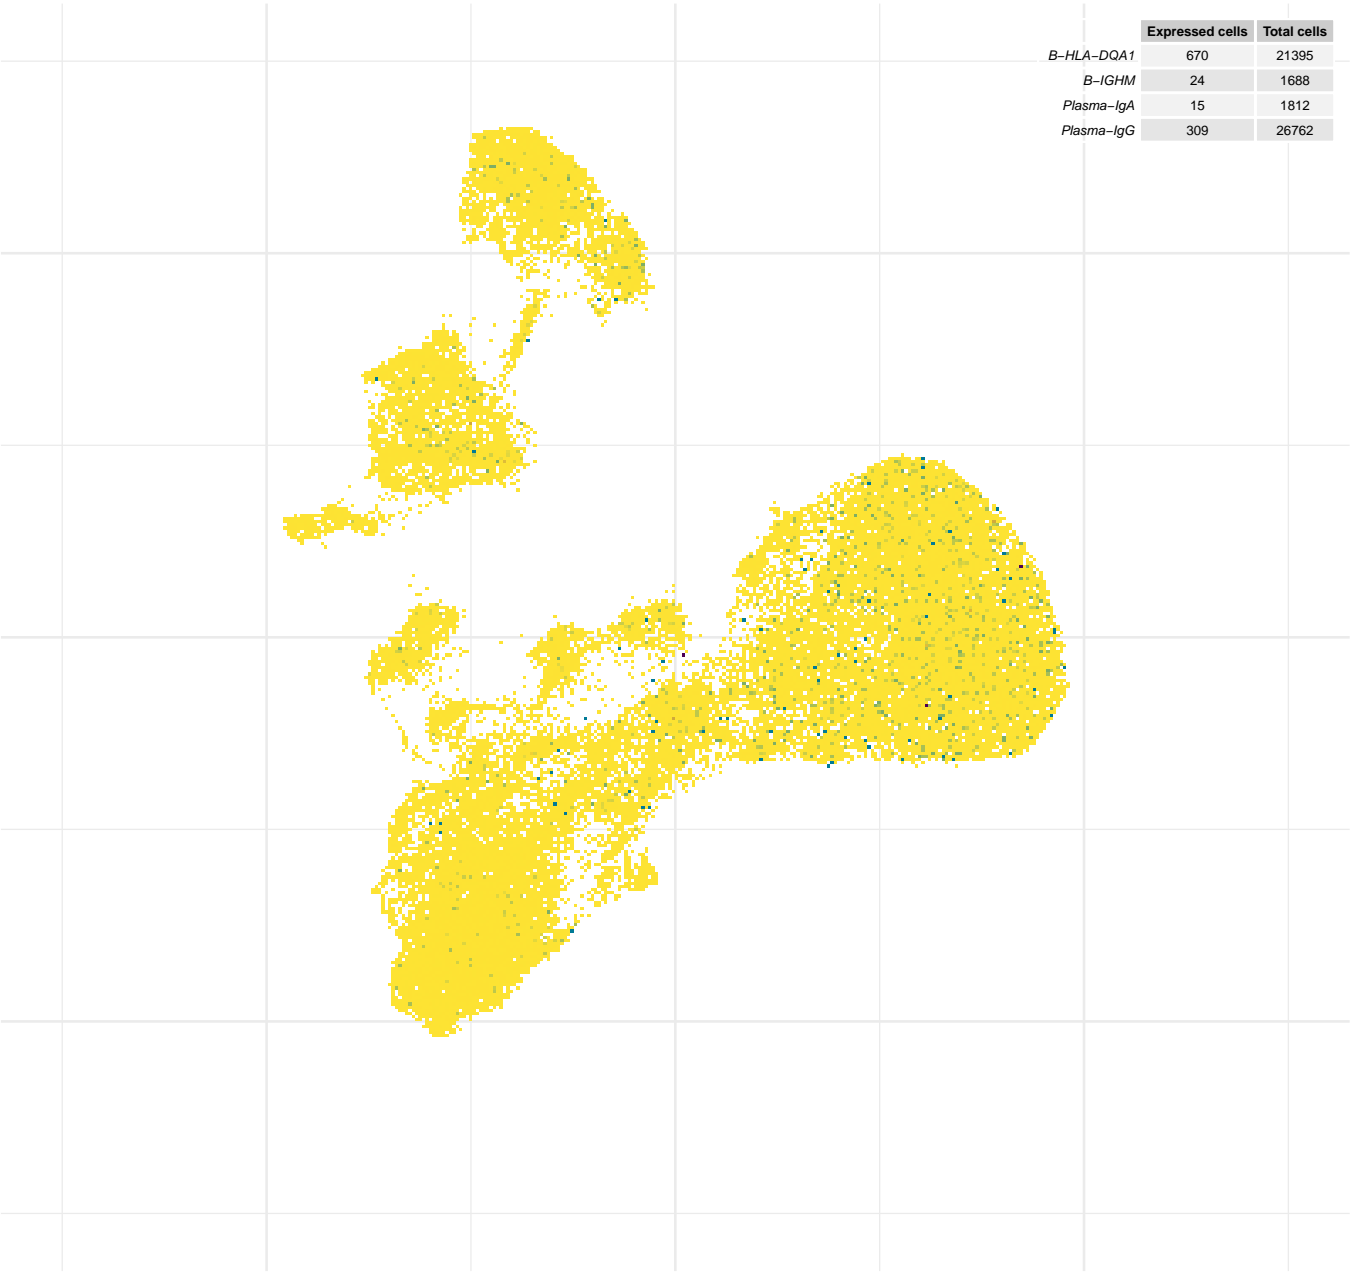 Expressed cells Total cells
B−HLA−DQA1 670 21395
B−IGHM 24 1688
Plasma−IgA 15 1812
Plasma−IgG 309 26762